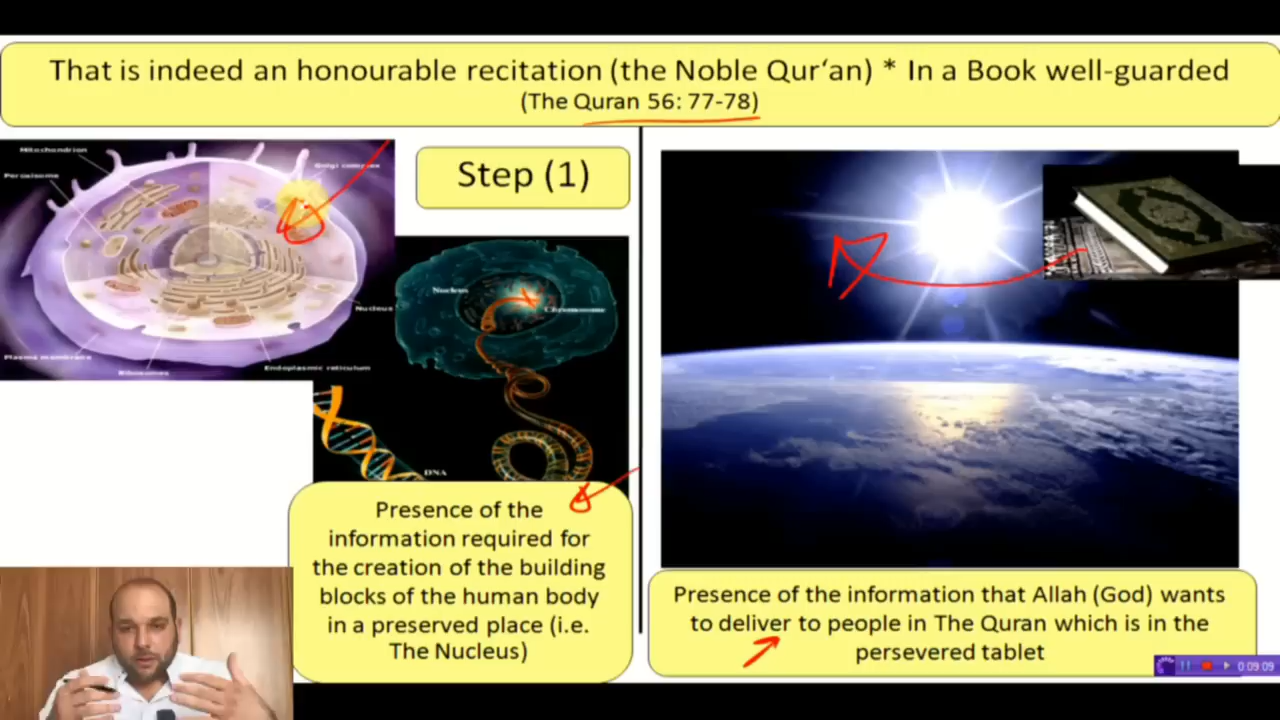 That is indeed an honourable recitation (the Noble Qur‘an) * In a Book well-guarded
(The Quran 56: 77-78)
Step (1)
Mitochondrion
Peroxisome
Golgi complex
Nucleus
Plasma membrane
Ribosomes
Endoplasmic reticulum
Nucleus
Chromosome
DNA
Presence of the
information required for
the creation of the building
blocks of the human body
in a preserved place (i.e.
The Nucleus)
Presence of the information that Allah (God) wants
to deliver to people in The Quran which is in the
persevered tablet
0:09:09